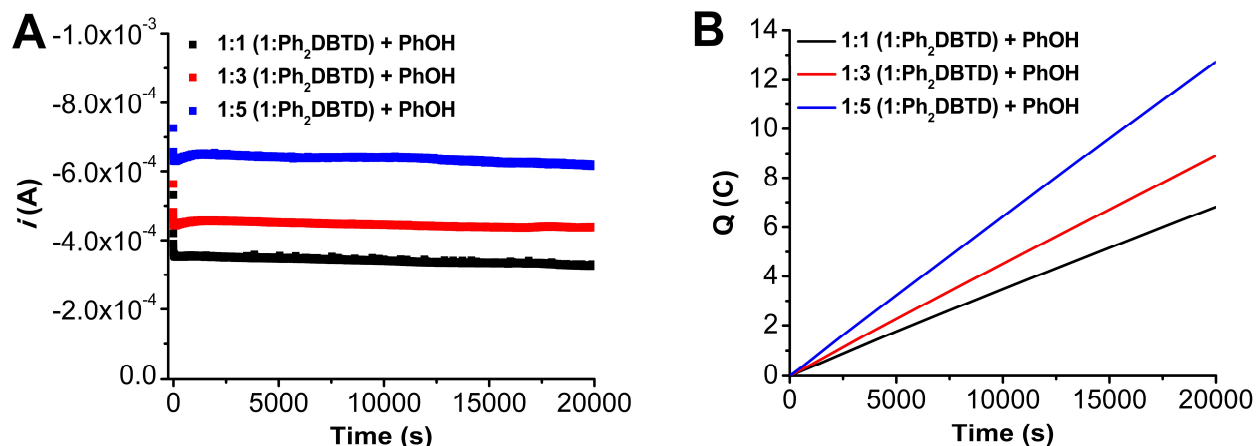 A
-1.0x10⁻³
-8.0x10⁻⁴
-6.0x10⁻⁴
-4.0x10⁻⁴
-2.0x10⁻⁴
0.0
i (A)
1:1 (1:Ph₂DBTD) + PhOH
1:3 (1:Ph₂DBTD) + PhOH
1:5 (1:Ph₂DBTD) + PhOH
0 5000 10000 15000 20000
Time (s)
B
14
12
10
8
6
4
2
0
Q (C)
1:1 (1:Ph₂DBTD) + PhOH
1:3 (1:Ph₂DBTD) + PhOH
1:5 (1:Ph₂DBTD) + PhOH
0 5000 10000 15000 20000
Time (s)